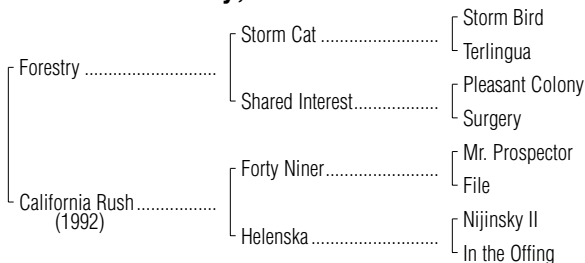 Storm Bird
Storm Cat ..........................
Terlingua
Forestry .............................
Pleasant Colony
Shared Interest...................
Surgery
Mr. Prospector
Forty Niner.........................
File
California Rush..................
(1992)
Nijinsky II
Helenska ............................
In the Offing